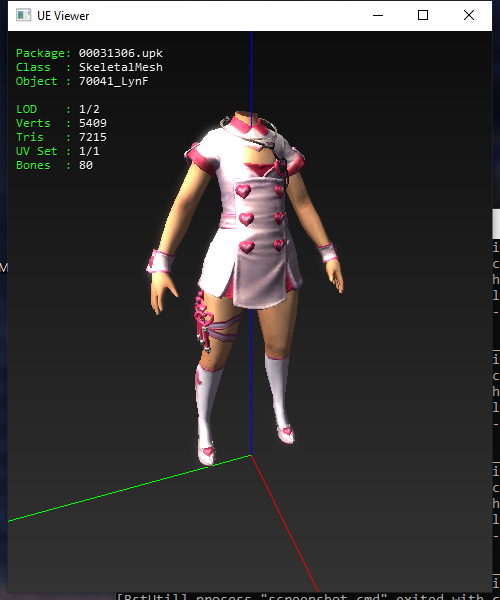 UE Viewer
Package: 00031306.upk
Class : SkeletalMesh
Object : 70041_LynF
LOD : 1/2
Verts : 5409
Tris : 7215
UV Set : 1/1
Bones : 80
M
i
c
h
l
-
i
c
h
l
-
i
c
h
l
-
i
[BstUtil] process "screenshot.cmd" exited with c